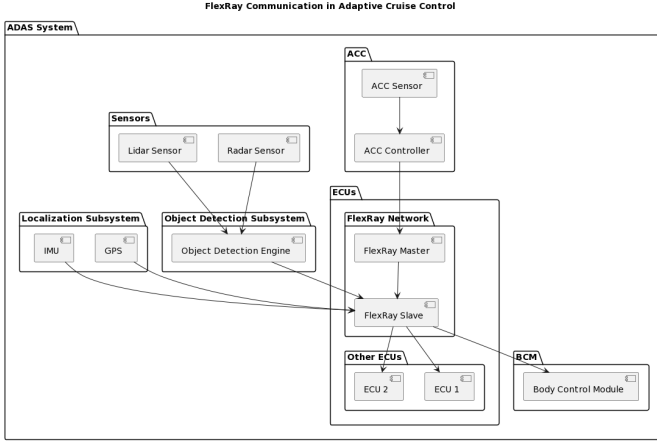 FlexRay Communication in Adaptive Cruise Control
ADAS System
ACC
ACC Sensor
Sensors
Lidar Sensor
Radar Sensor
ACC Controller
ECUs
Localization Subsystem
Object Detection Subsystem
FlexRay Network
IMU
GPS
Object Detection Engine
FlexRay Master
FlexRay Slave
Other ECUs
BCM
ECU 2
ECU 1
Body Control Module